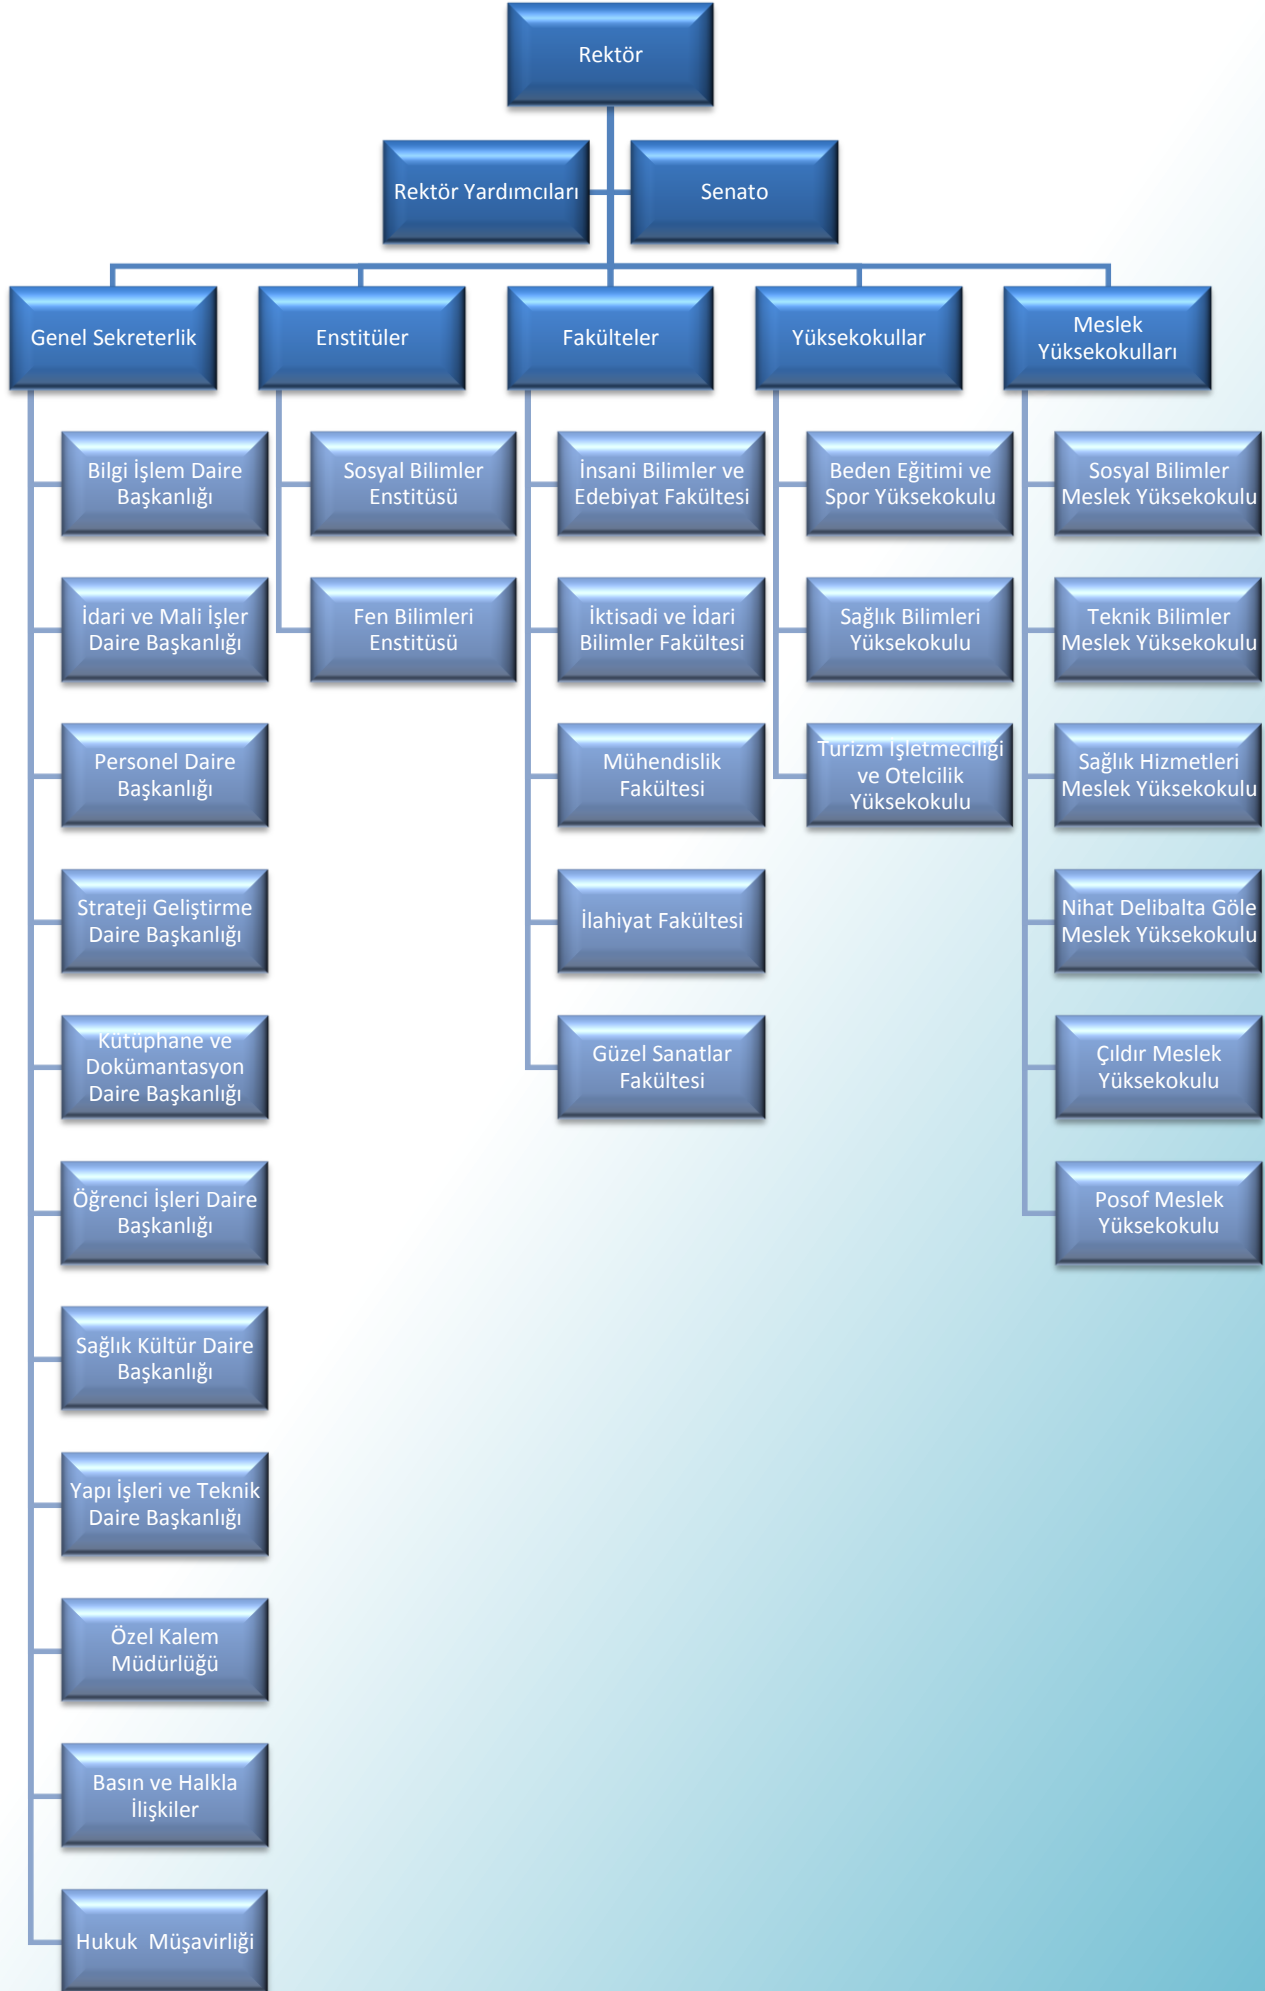 Rektör
Rektör Yardımcıları
Senato
Genel Sekreterlik
Bilgi İşlem Daire
Başkanlığı
İdari ve Mali İşler
Daire Başkanlığı
Personel Daire
Başkanlığı
Strateji Geliştirme
Daire Başkanlığı
Kütüphane ve
Dokümantasyon
Daire Başkanlığı
Öğrenci İşleri Daire
Başkanlığı
Sağlık Kültür Daire
Başkanlığı
Yapı İşleri ve Teknik
Daire Başkanlığı
Özel Kalem
Müdürlüğü
Basın ve Halkla
İlişkiler
Hukuk Müşavirliği
Enstitüler
Sosyal Bilimler
Enstitüsü
Fen Bilimleri
Enstitüsü
Fakülteler
İnsani Bilimler ve
Edebiyat Fakültesi
İktisadi ve İdari
Bilimler Fakültesi
Mühendislik
Fakültesi
İlahiyat Fakültesi
Güzel Sanatlar
Fakültesi
Yüksekokullar
Beden Eğitimi ve
Spor Yüksekokulu
Sağlık Bilimleri
Yüksekokulu
Turizm İşletmeciliği
ve Otelcilik
Yüksekokulu
Meslek
Yüksekokulları
Sosyal Bilimler
Meslek Yüksekokulu
Teknik Bilimler
Meslek Yüksekokulu
Sağlık Hizmetleri
Meslek Yüksekokulu
Nihat Delibalta Göle
Meslek Yüksekokulu
Çıldır Meslek
Yüksekokulu
Posof Meslek
Yüksekokulu